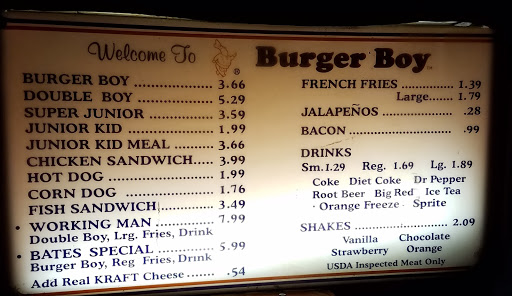 Welcome To Burger Boy
BURGER BOY .................. 3.66
DOUBLE BOY ................ 5.29
SUPER JUNIOR .............. 3.59
JUNIOR KID .................. 1.99
JUNIOR KID MEAL .......... 3.66
CHICKEN SANDWICH..... 3.99
HOT DOG ...................... 1.99
CORN DOG .................... 1.76
FISH SANDWICH ............. 3.49
• WORKING MAN ............ 7.99
Double Boy, Lrg. Fries, Drink
• BATES SPECIAL ............ 5.99
Burger Boy, Reg Fries, Drink
Add Real KRAFT Cheese ....... .54
FRENCH FRIES .............. 1.39
Large....... 1.79
JALAPEÑOS .................... .28
BACON ........................... .99
DRINKS
Sm.1.29 Reg. 1.69 Lg. 1.89
Coke Diet Coke Dr Pepper
Root Beer Big Red Ice Tea
· Orange Freeze · Sprite
SHAKES ........................ 2.09
Vanilla Chocolate
Strawberry Orange
USDA Inspected Meat Only